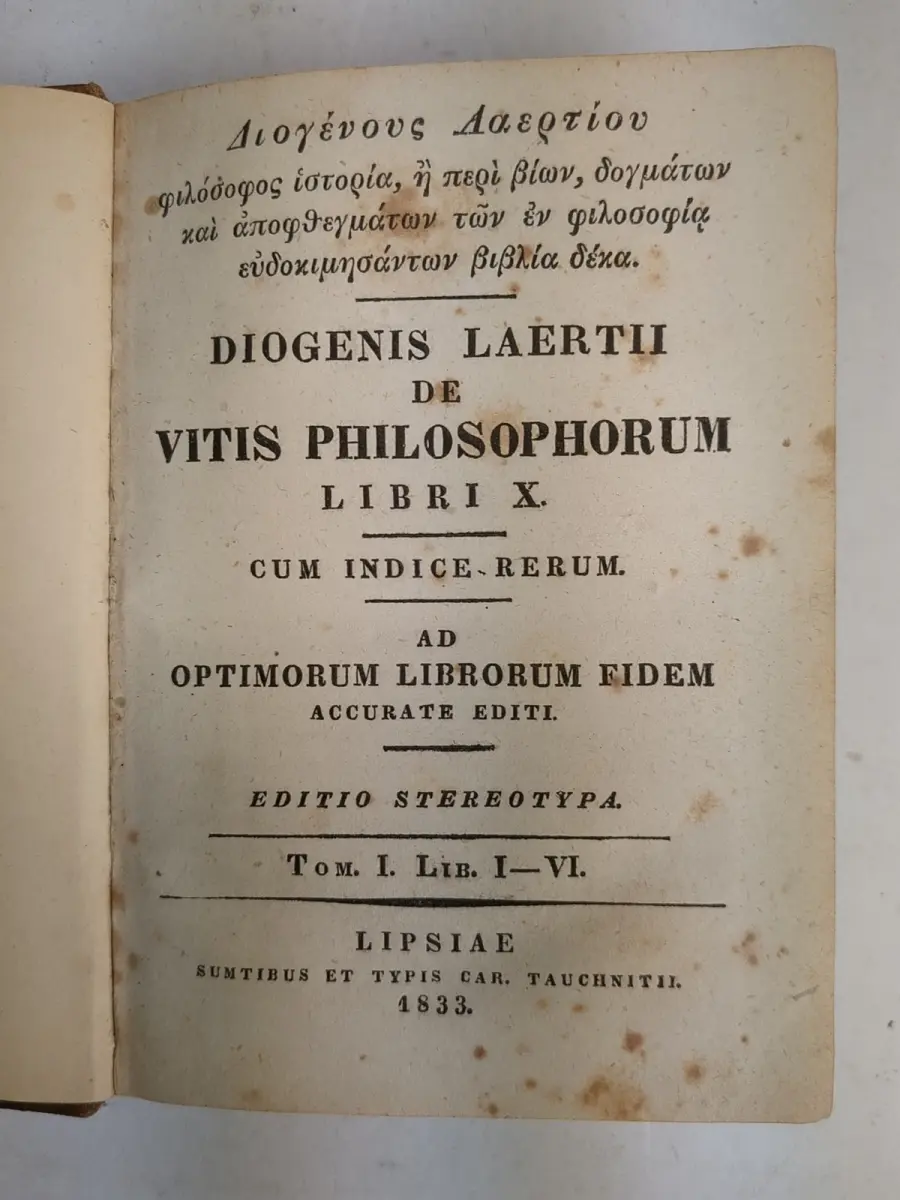 Διογένους Λαερτίου
φιλόσοφος ἱστορία, ἢ περὶ βίων, δογμάτων
καὶ ἀποφθεγμάτων τῶν ἐν φιλοσοφίᾳ
εὐδοκιμησάντων βιβλία δέκα.
DIOGENIS LAERTII
DE
VITIS PHILOSOPHORUM
LIBRI X.
CUM INDICE RERUM.
AD
OPTIMORUM LIBRORUM FIDEM
ACCURATE EDITI.
EDITIO STEREOTYPA.
TOM. I. LIB. I—VI.
LIPSIAE
SUMTIBUS ET TYPIS CAR. TAUCHNITII.
1833.